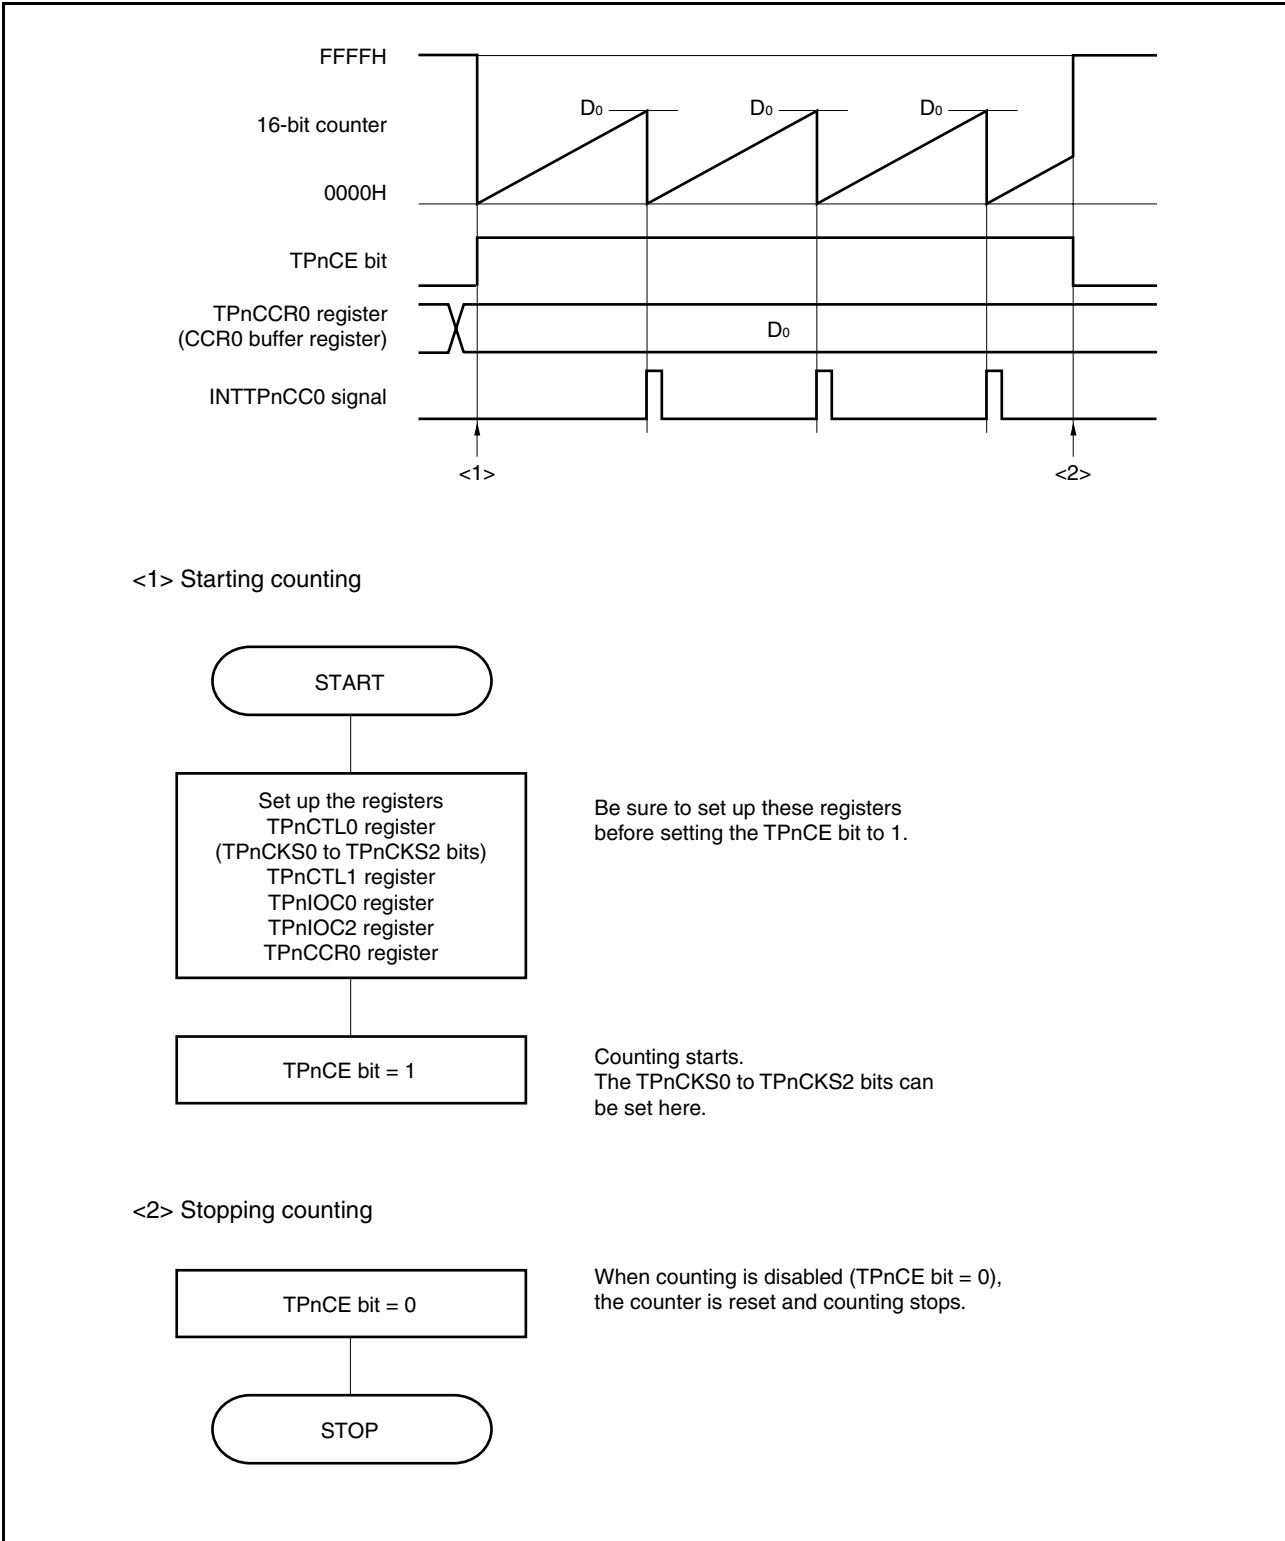 FFFFH
D0 D0 D0
16-bit counter
0000H
TPnCE bit
TPnCCR0 register
(CCR0 buffer register)
D0
INTTPnCC0 signal
<1> <2>
<1> Starting counting
START
Set up the registers
TPnCTL0 register
(TPnCKS0 to TPnCKS2 bits)
TPnCTL1 register
TPnIOC0 register
TPnIOC2 register
TPnCCR0 register
Be sure to set up these registers
before setting the TPnCE bit to 1.
TPnCE bit = 1
Counting starts.
The TPnCKS0 to TPnCKS2 bits can
be set here.
<2> Stopping counting
TPnCE bit = 0
When counting is disabled (TPnCE bit = 0),
the counter is reset and counting stops.
STOP